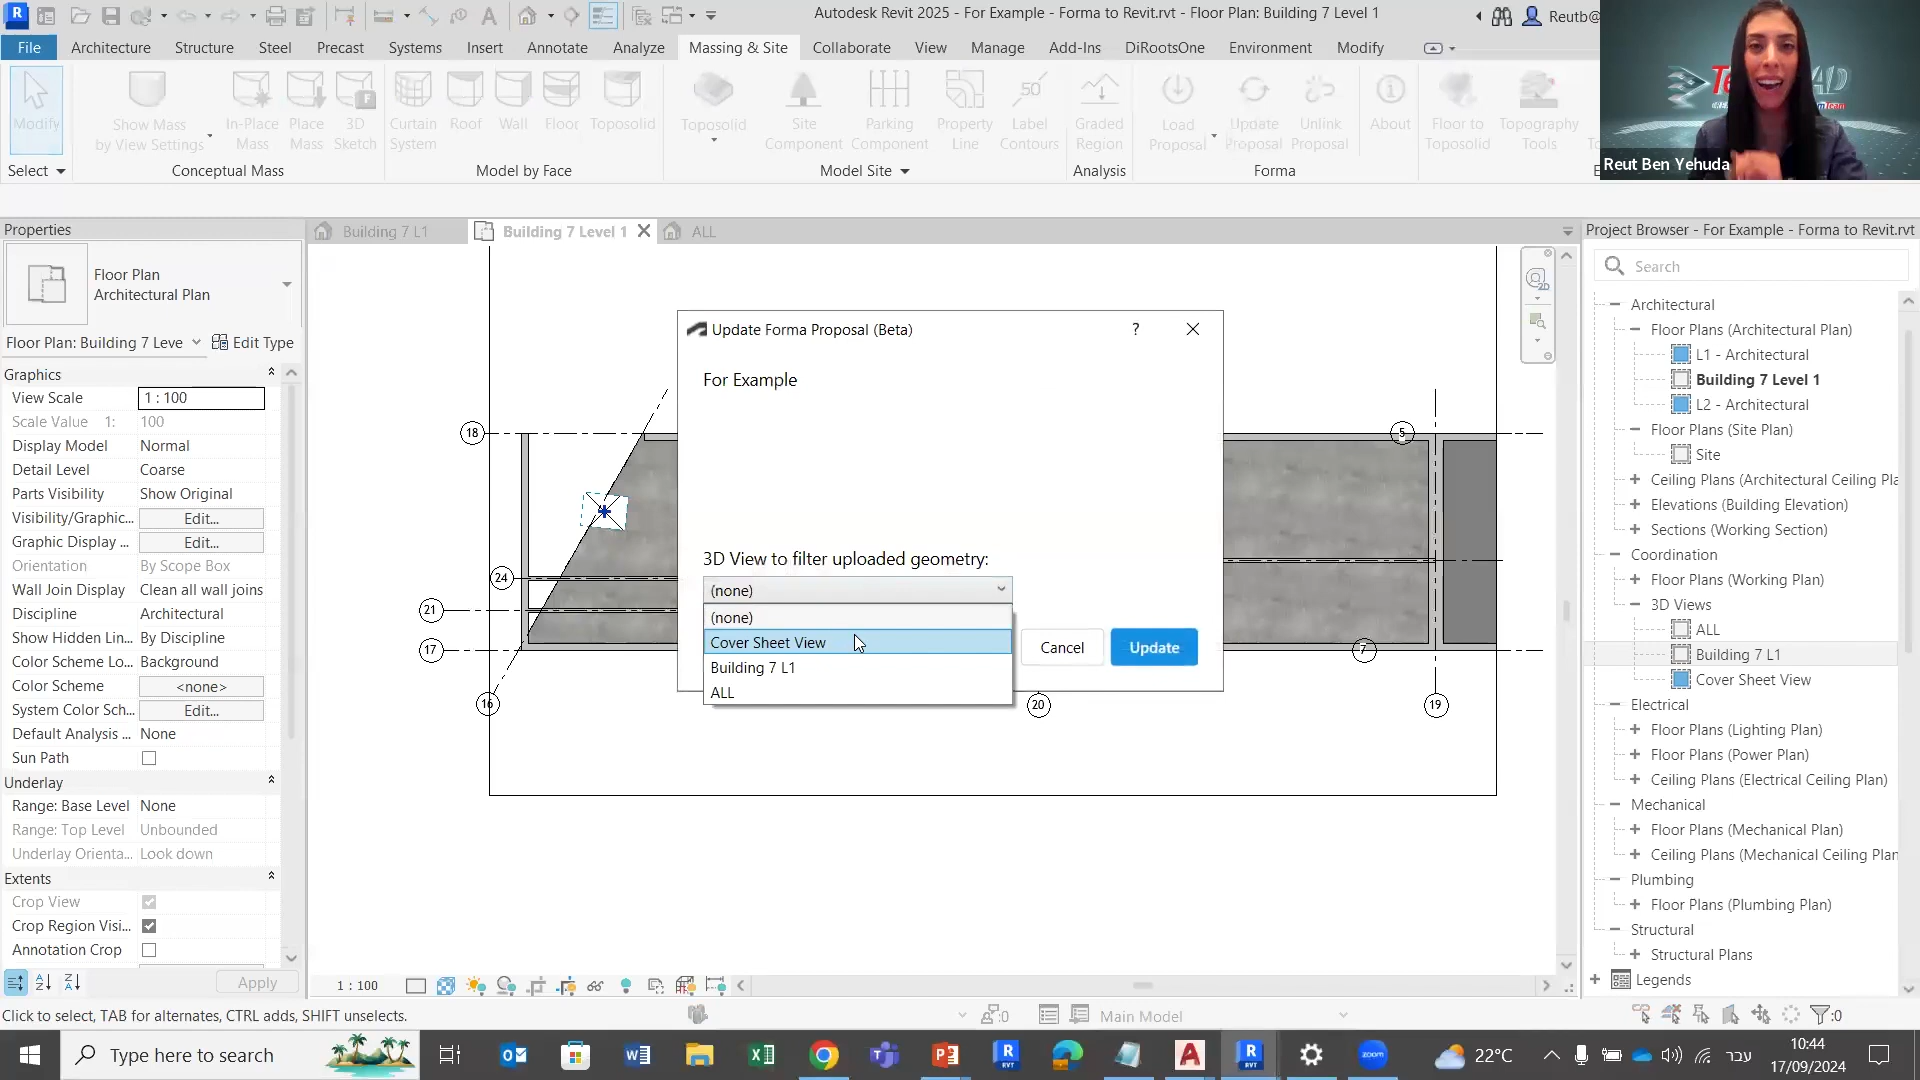 Autodesk Revit 2025 - For Example - Forma to Revit.rvt - Floor Plan: Building 7 Level 1
Reutb@
File Architecture Structure Steel Precast Systems Insert Annotate Analyze Massing & Site Collaborate View Manage Add-Ins DiRootsOne Environment Modify
Modify
Show Mass
by View Settings
In-Place
Mass
Place
Mass
3D
Sketch
Curtain
System
Roof
Wall
Floor
Toposolid
Toposolid
Site
Component
Parking
Component
Property
Line
Label
Contours
Graded
Region
Load
Proposal
Update
Proposal
Unlink
Proposal
About
Floor to
Toposolid
Topography
Tools
Select
Conceptual Mass
Model by Face
Model Site
Analysis
Forma
Reut Ben Yehuda
Properties
Floor Plan
Architectural Plan
Floor Plan: Building 7 Leve
Edit Type
Graphics
View Scale 1 : 100
Scale Value 1: 100
Display Model Normal
Detail Level Coarse
Parts Visibility Show Original
Visibility/Graphic... Edit...
Graphic Display ... Edit...
Orientation By Scope Box
Wall Join Display Clean all wall joins
Discipline Architectural
Show Hidden Lin... By Discipline
Color Scheme Lo... Background
Color Scheme <none>
System Color Sch... Edit...
Default Analysis ... None
Sun Path
Underlay
Range: Base Level None
Range: Top Level Unbounded
Underlay Orienta... Look down
Extents
Crop View
Crop Region Visi...
Annotation Crop
Apply
Building 7 L1
Building 7 Level 1
ALL
18
24
21
17
16
5
7
20
19
2D
Update Forma Proposal (Beta) ?
For Example
3D View to filter uploaded geometry:
(none)
(none)
Cover Sheet View
Building 7 L1
ALL
Cancel
Update
Project Browser - For Example - Forma to Revit.rvt
Search
Architectural
Floor Plans (Architectural Plan)
L1 - Architectural
Building 7 Level 1
L2 - Architectural
Floor Plans (Site Plan)
Site
Ceiling Plans (Architectural Ceiling Pla
Elevations (Building Elevation)
Sections (Working Section)
Coordination
Floor Plans (Working Plan)
3D Views
ALL
Building 7 L1
Cover Sheet View
Electrical
Floor Plans (Lighting Plan)
Floor Plans (Power Plan)
Ceiling Plans (Electrical Ceiling Plan)
Mechanical
Floor Plans (Mechanical Plan)
Ceiling Plans (Mechanical Ceiling Plan
Plumbing
Floor Plans (Plumbing Plan)
Structural
Structural Plans
Legends
1 : 100
Click to select, TAB for alternates, CTRL adds, SHIFT unselects.
:0
Main Model
:0
Type here to search
22°C
עבר
10:44
17/09/2024